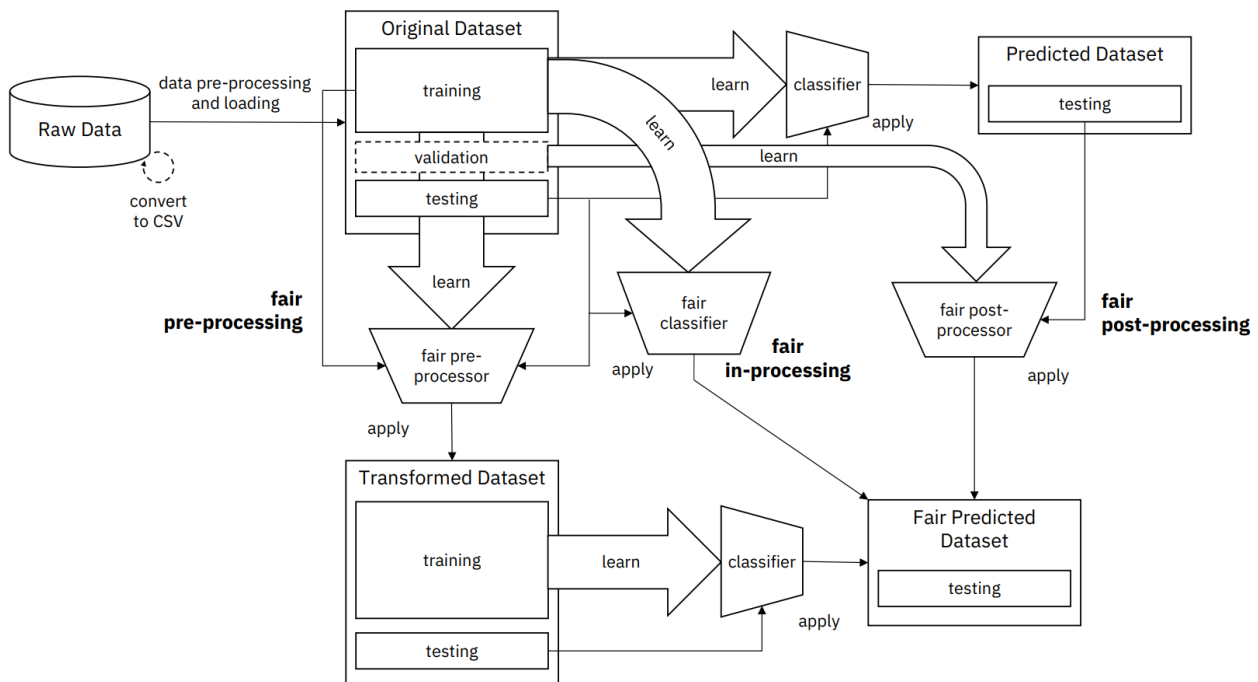 Original Dataset
training
validation
testing
Raw Data
data pre-processing
and loading
convert
to CSV
learn
classifier
apply
Predicted Dataset
testing
learn
learn
learn
fair
pre-processing
fair pre-
processor
apply
fair
classifier
apply
fair
in-processing
fair post-
processor
apply
fair
post-processing
Transformed Dataset
training
testing
learn
classifier
apply
Fair Predicted
Dataset
testing